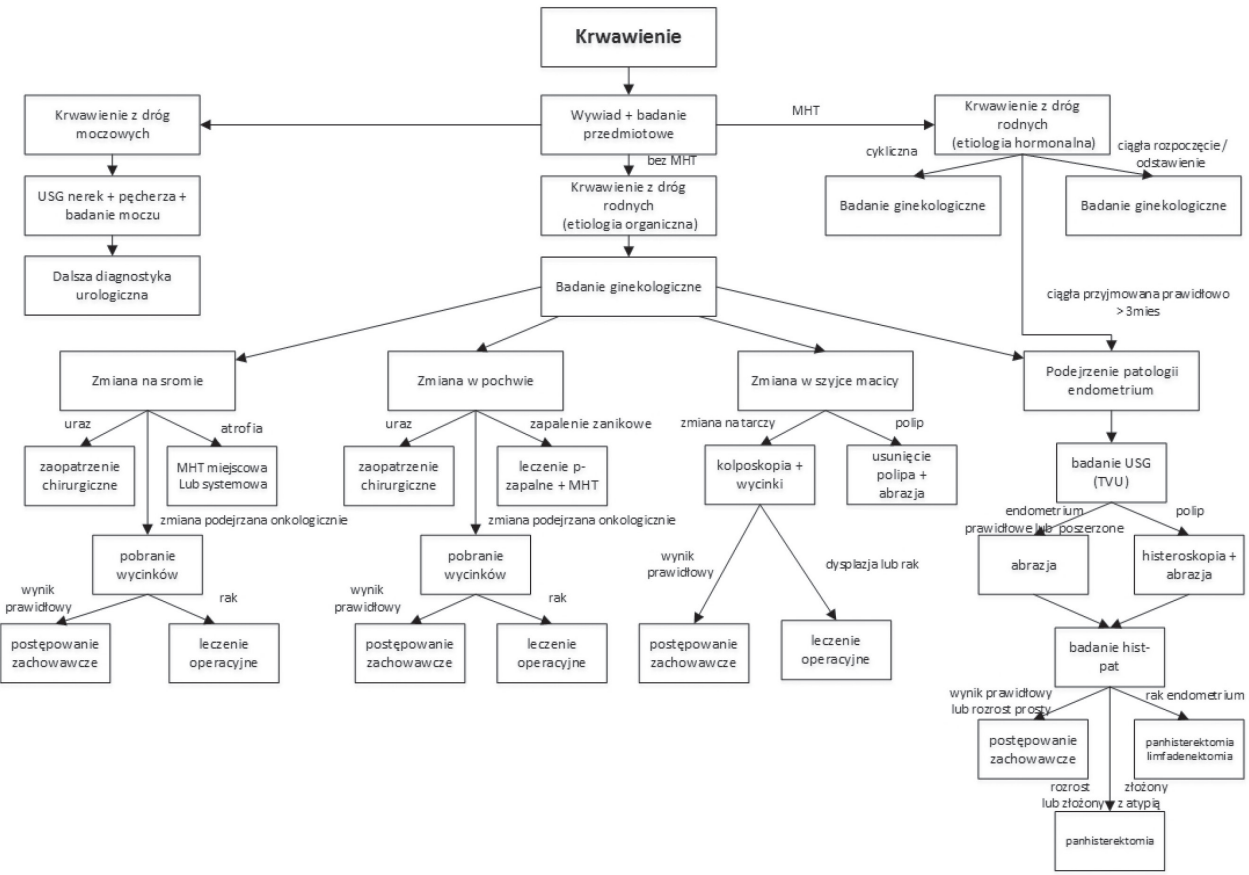 Krwawienie
Krwawienie z dróg
moczowych
Wywiad + badanie
przedmiotowe
MHT
Krwawienie z dróg
rodnych
(etiologia hormonalna)
bez MHT
cykliczna
ciągła rozpoczęcie /
odstawienie
USG nerek + pęcherza +
badanie moczu
Krwawienie z dróg
rodnych
(etiologia organiczna)
Badanie ginekologiczne
Badanie ginekologiczne
Dalsza diagnostyka
urologiczna
Badanie ginekologiczne
ciągła przyjmowana prawidłowo
> 3mies
Zmiana na sromie
Zmiana w pochwie
Zmiana w szyjce macicy
Podejrzenie patologii
endometrium
uraz
atrofia
uraz
zapalenie zanikowe
zmiana na tarczy
polip
zaopatrzenie
chirurgiczne
MHT miejscowa
Lub systemowa
zaopatrzenie
chirurgiczne
leczenie p-
zapalne + MHT
kolposkopia +
wycinki
usunięcie
polipa +
abrazja
badanie USG
(TVU)
zmiana podejrzana onkologicznie
zmiana podejrzana onkologicznie
endometrium
prawidłowe lub poszerzone
polip
pobranie
wycinków
pobranie
wycinków
wynik
prawidłowy
dysplazja lub rak
abrazja
histeroskopia +
abrazja
wynik
prawidłowy
rak
wynik
prawidłowy
rak
postępowanie
zachowawcze
leczenie
operacyjne
postępowanie
zachowawcze
leczenie
operacyjne
postępowanie
zachowawcze
leczenie
operacyjne
badanie hist-
pat
wynik prawidłowy
lub rozrost prosty
rak endometrium
postępowanie
zachowawcze
panhisterektomia
limfadenektomia
rozrost złożony
lub złożony z atypią
panhisterektomia